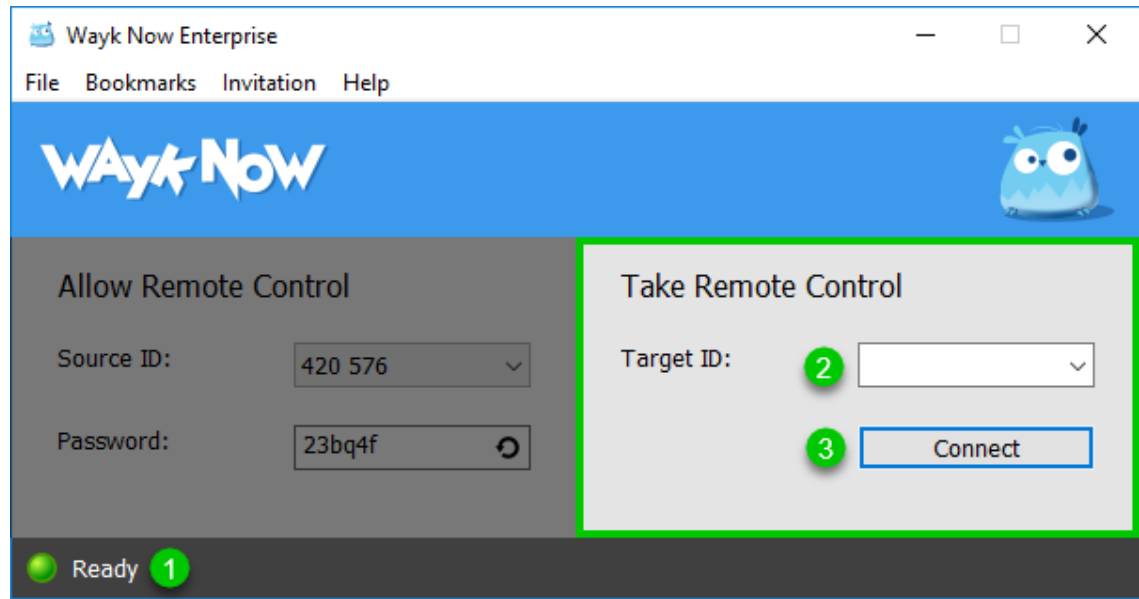 Wayk Now Enterprise
File Bookmarks Invitation Help
WAYK NOW
Allow Remote Control
Source ID: 420 576
Password: 23bq4f
Take Remote Control
Target ID: 2
3 Connect
Ready 1